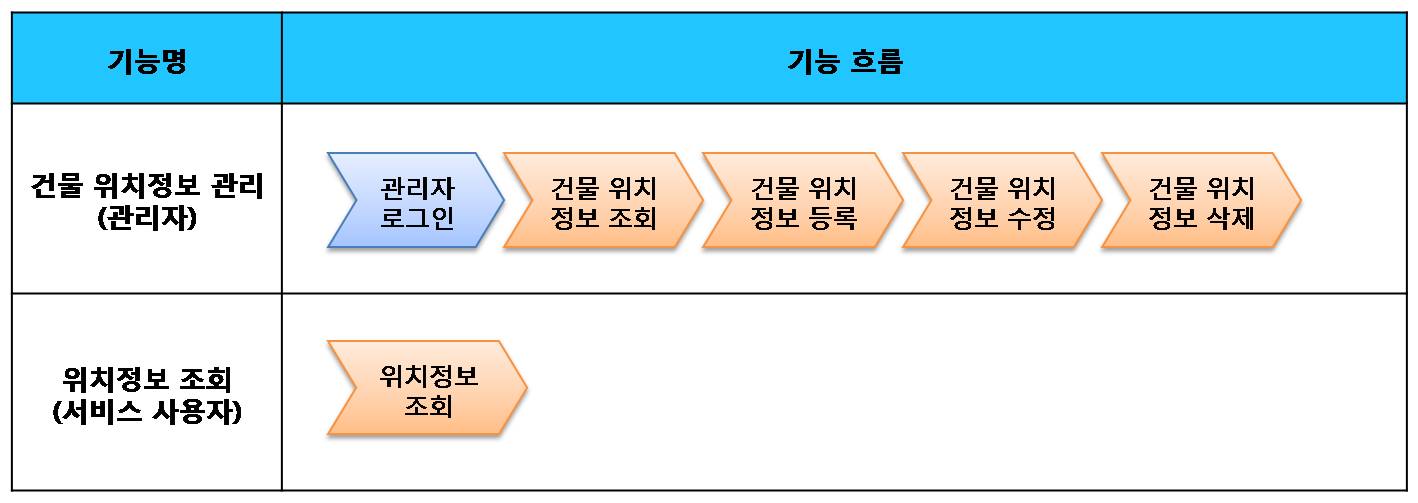 기능명
기능 흐름
건물 위치정보 관리
(관리자)
관리자
로그인
건물 위치
정보 조회
건물 위치
정보 등록
건물 위치
정보 수정
건물 위치
정보 삭제
위치정보 조회
(서비스 사용자)
위치정보
조회